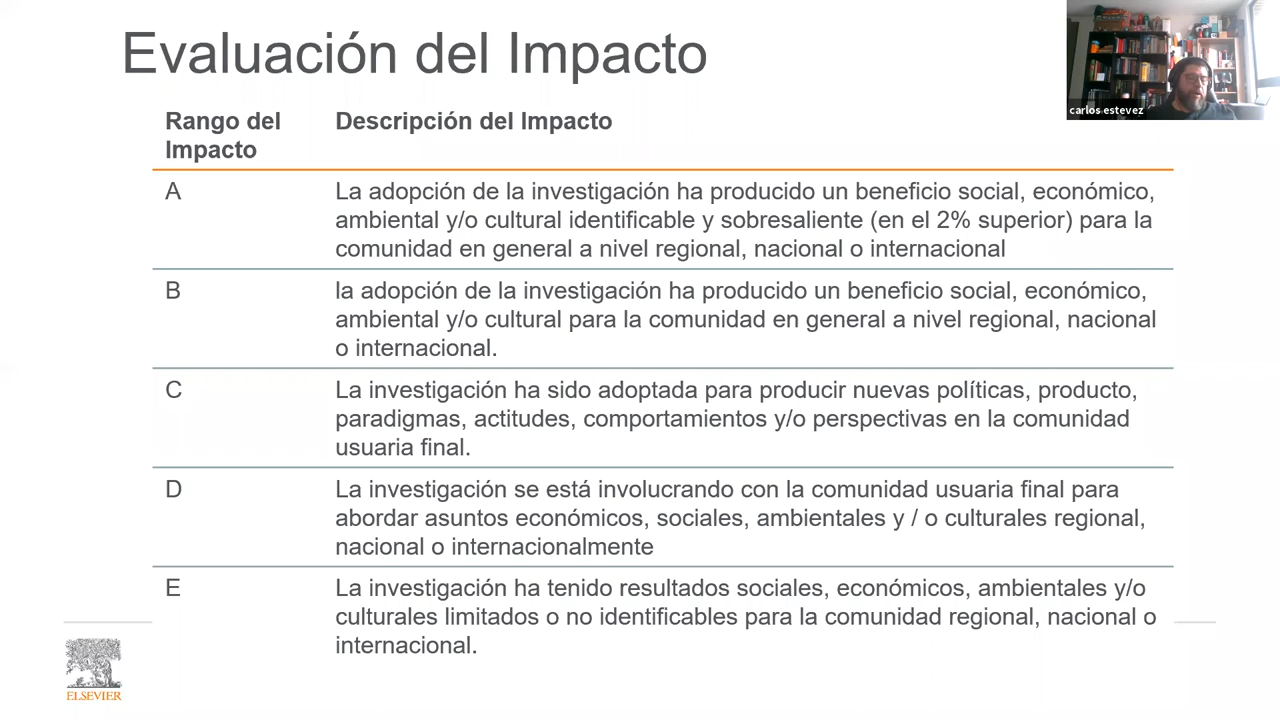 Evaluación del Impacto
carlos estevez
Rango del
Impacto
Descripción del Impacto
A
La adopción de la investigación ha producido un beneficio social, económico,
ambiental y/o cultural identificable y sobresaliente (en el 2% superior) para la
comunidad en general a nivel regional, nacional o internacional
B
la adopción de la investigación ha producido un beneficio social, económico,
ambiental y/o cultural para la comunidad en general a nivel regional, nacional
o internacional.
C
La investigación ha sido adoptada para producir nuevas políticas, producto,
paradigmas, actitudes, comportamientos y/o perspectivas en la comunidad
usuaria final.
D
La investigación se está involucrando con la comunidad usuaria final para
abordar asuntos económicos, sociales, ambientales y / o culturales regional,
nacional o internacionalmente
E
La investigación ha tenido resultados sociales, económicos, ambientales y/o
culturales limitados o no identificables para la comunidad regional, nacional o
internacional.
ELSEVIER